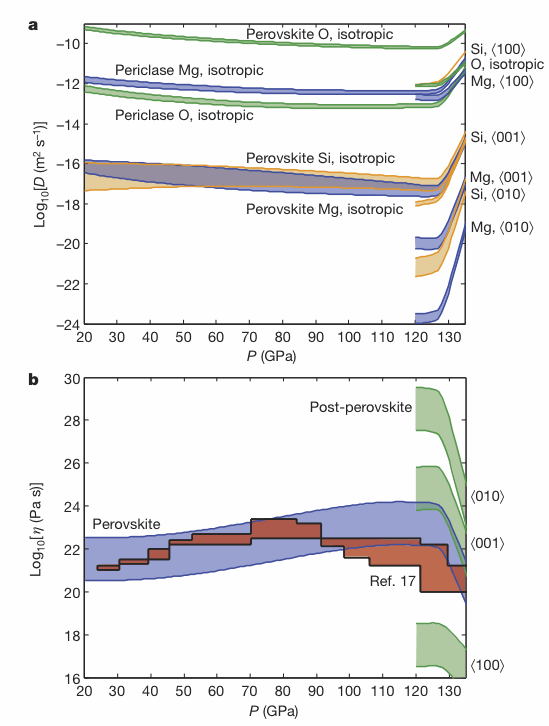 a
Perovskite O, isotropic
Periclase Mg, isotropic
Periclase O, isotropic
Perovskite Si, isotropic
Perovskite Mg, isotropic
Si, ⟨100⟩
O, isotropic
Mg, ⟨100⟩
Si, ⟨001⟩
Mg, ⟨001⟩
Si, ⟨010⟩
Mg, ⟨010⟩
Log₁₀[D (m² s⁻¹)]
−10
−12
−14
−16
−18
−20
−22
−24
20 30 40 50 60 70 80 90 100 110 120 130
P (GPa)
b
Post-perovskite
Perovskite
Ref. 17
⟨010⟩
⟨001⟩
⟨100⟩
Log₁₀[η (Pa s)]
30
28
26
24
22
20
18
16
20 30 40 50 60 70 80 90 100 110 120 130
P (GPa)